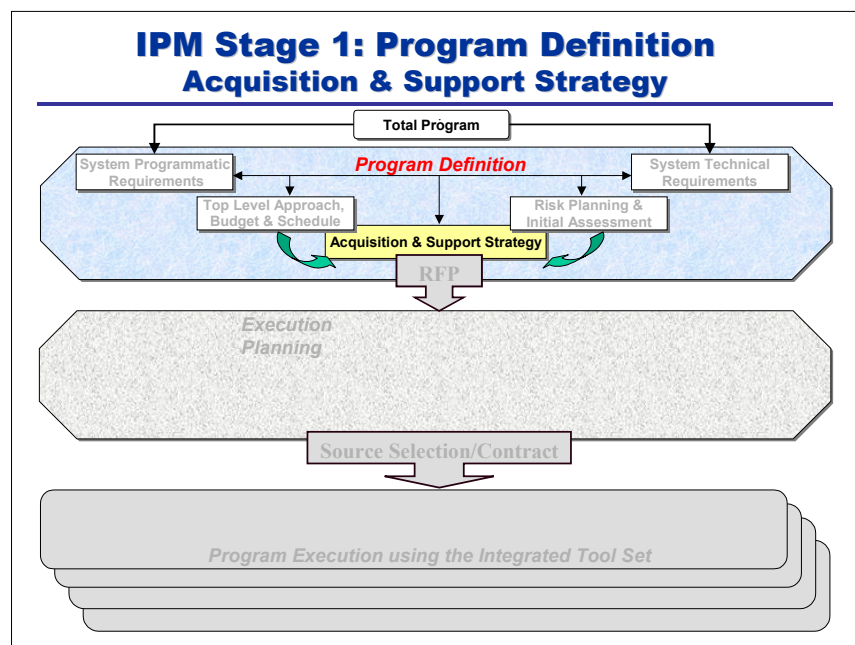 IPM Stage 1: Program Definition
Acquisition & Support Strategy
Total Program
System Programmatic
Requirements
Program Definition
System Technical
Requirements
Top Level Approach,
Budget & Schedule
Risk Planning &
Initial Assessment
Acquisition & Support Strategy
RFP
Execution
Planning
Source Selection/Contract
Program Execution using the Integrated Tool Set